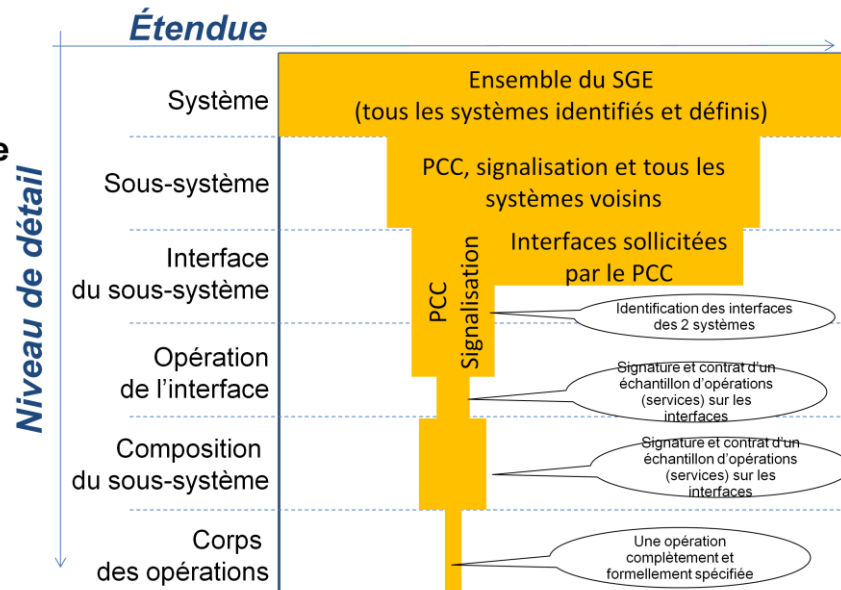 Étendue
Niveau de détail
e
Système
Ensemble du SGE
(tous les systèmes identifiés et définis)
Sous-système
PCC, signalisation et tous les
systèmes voisins
Interface
du sous-système
PCC
Signalisation
Interfaces sollicitées
par le PCC
Identification des interfaces
des 2 systèmes
Opération
de l’interface
Signature et contrat d’un
échantillon d’opérations
(services) sur les
interfaces
Composition
du sous-système
Signature et contrat d’un
échantillon d’opérations
(services) sur les
interfaces
Corps
des opérations
Une opération
complètement et
formellement spécifiée